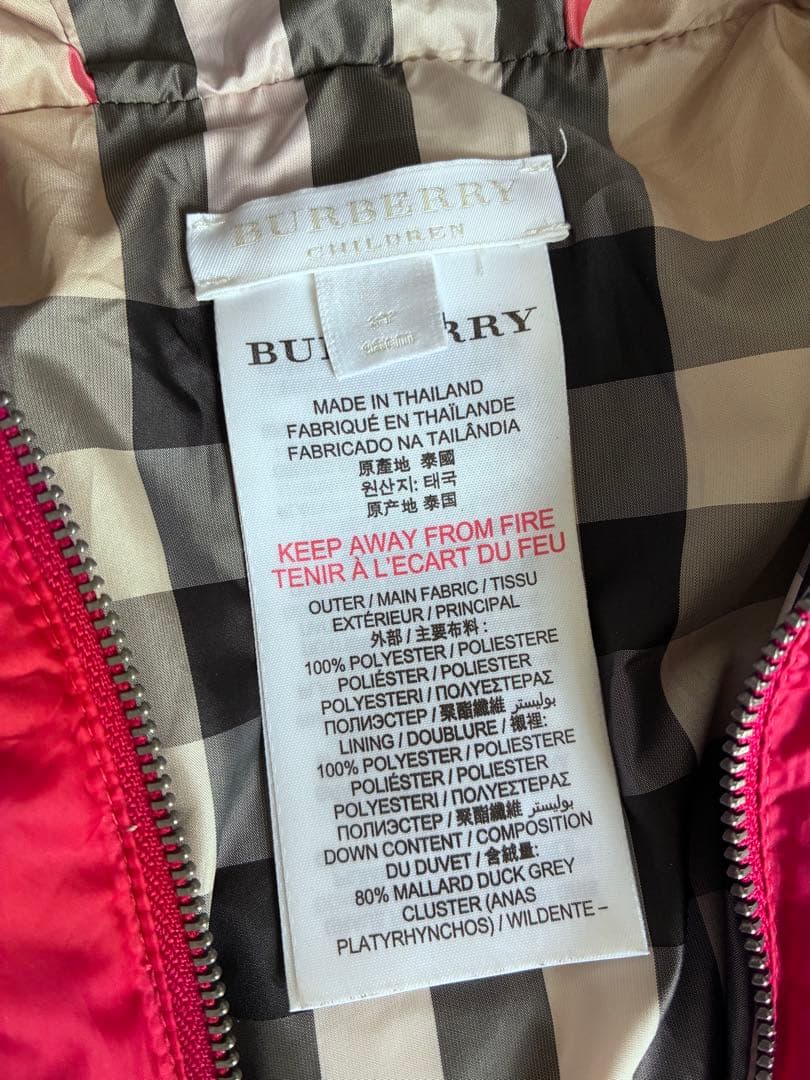 BURBERRY
CHILDREN
MADE IN THAILAND
FABRIQUÉ EN THAÏLANDE
FABRICADO NA TAILÂNDIA
原產地 泰國
원산지: 태국
原产地 泰国
KEEP AWAY FROM FIRE
TENIR À L'ECART DU FEU
OUTER / MAIN FABRIC / TISSU
EXTÉRIEUR / PRINCIPAL
外部 / 主要布料 :
100% POLYESTER / POLIESTERE
POLIÉSTER / POLIESTER
POLYESTERI / ΠΟΛΥΕΣΤΕΡΑΣ
ПОЛИЭСТЕР / 聚酯纖維 بوليستر
LINING / DOUBLURE / 襯裡:
100% POLYESTER / POLIESTERE
POLIÉSTER / POLIESTER
POLYESTERI / ΠΟΛΥΕΣΤΕΡΑΣ
ПОЛИЭСТЕР / 聚酯纖維 بوليستر
DOWN CONTENT / COMPOSITION
DU DUVET / 含絨量:
80% MALLARD DUCK GREY
CLUSTER (ANAS
PLATYRHYNCHOS) / WILDENTE –